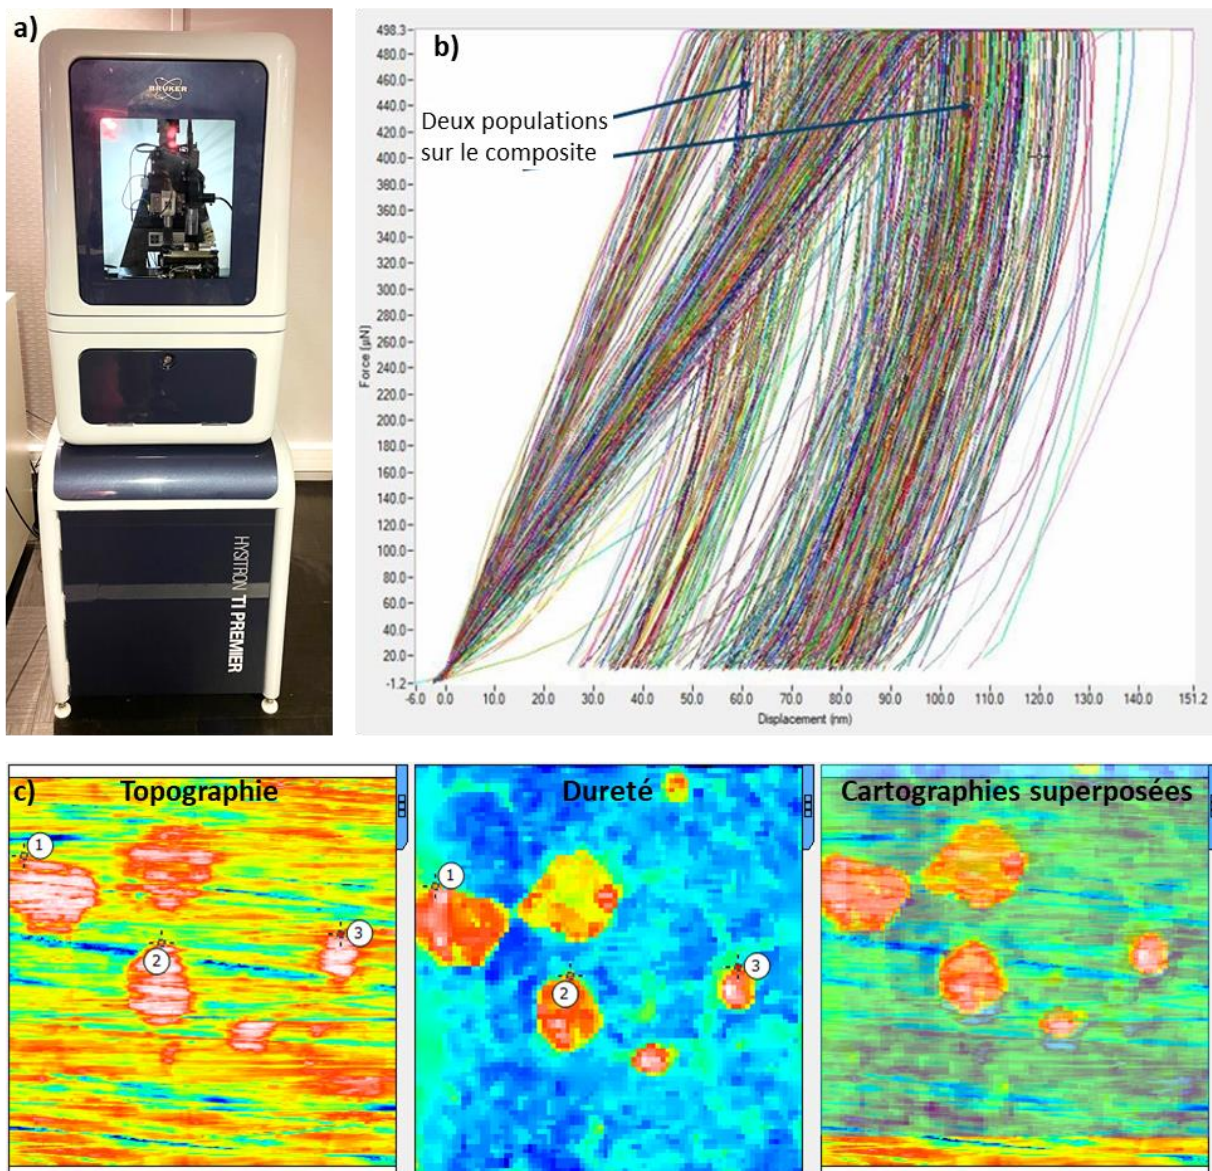 a)
BRUKER
HYSITRON TI PREMIER
b)
Deux populations
sur le composite
Force (µN)
498.3
480.0
460.0
440.0
420.0
400.0
380.0
360.0
340.0
320.0
300.0
280.0
260.0
240.0
220.0
200.0
180.0
160.0
140.0
120.0
100.0
80.0
60.0
40.0
20.0
-1.2
-6.0 0.0 10.0 20.0 30.0 40.0 50.0 60.0 70.0 80.0 90.0 100.0 110.0 120.0 130.0 140.0 151.2
Displacement (nm)
c) Topographie
1
2
3
Dureté
1
2
3
Cartographies superposées